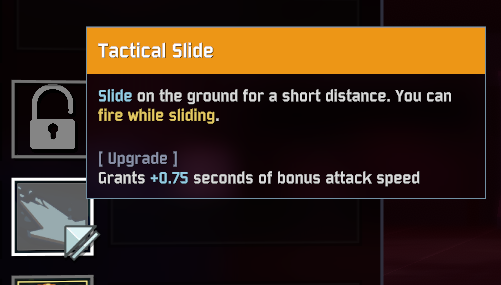 Tactical Slide
Slide on the ground for a short distance. You can
fire while sliding.
[ Upgrade ]
Grants +0.75 seconds of bonus attack speed